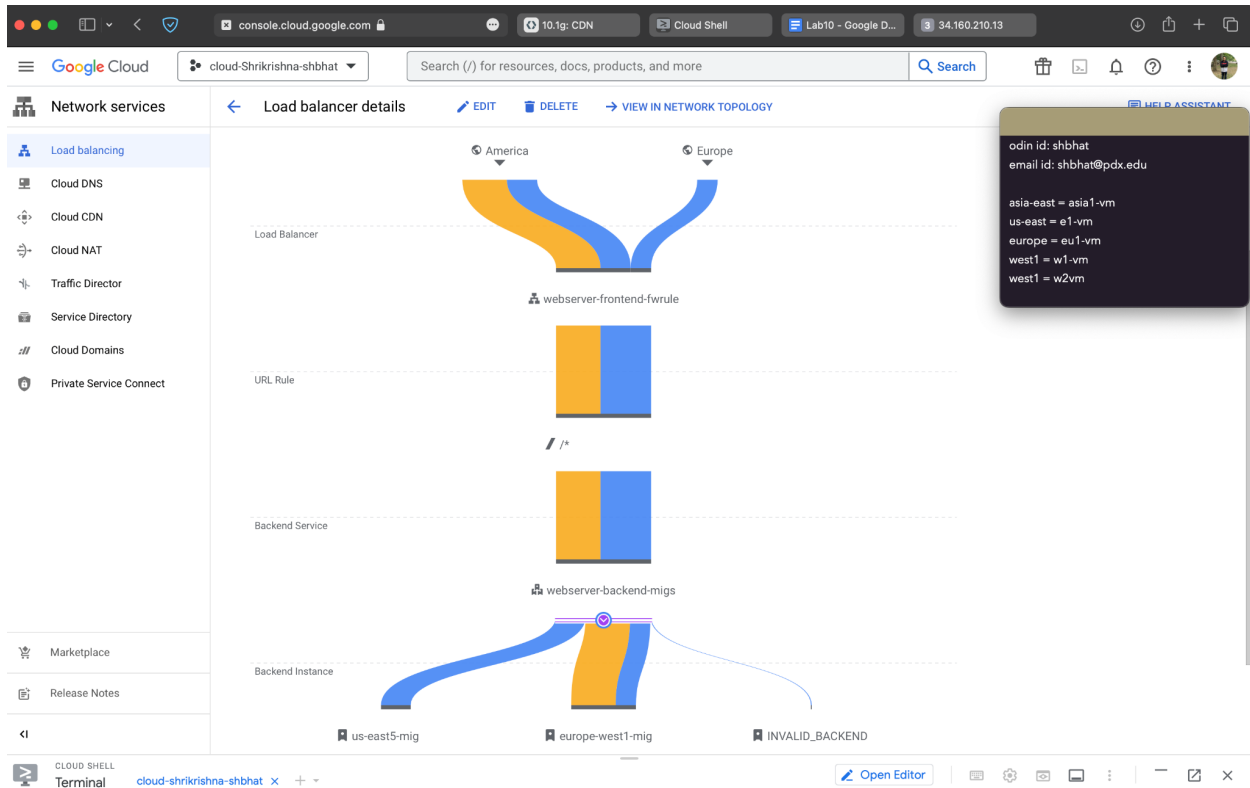 console.cloud.google.com
10.1g: CDN
Cloud Shell
Lab10 - Google D...
34.160.210.13
Google Cloud
cloud-Shrikrishna-shbhat
Search (/) for resources, docs, products, and more
Search
Network services
Load balancer details
EDIT
DELETE
VIEW IN NETWORK TOPOLOGY
Load balancing
Cloud DNS
Cloud CDN
Cloud NAT
Traffic Director
Service Directory
Cloud Domains
Private Service Connect
Marketplace
Release Notes
America
Europe
Load Balancer
webserver-frontend-fwrule
URL Rule
/*
Backend Service
webserver-backend-migs
Backend Instance
us-east5-mig
europe-west1-mig
INVALID_BACKEND
HELP ASSISTANT
odin id: shbhat
email id: shbhat@pdx.edu
asia-east = asia1-vm
us-east = e1-vm
europe = eu1-vm
west1 = w1-vm
west1 = w2vm
CLOUD SHELL
Terminal
cloud-shrikrishna-shbhat
Open Editor